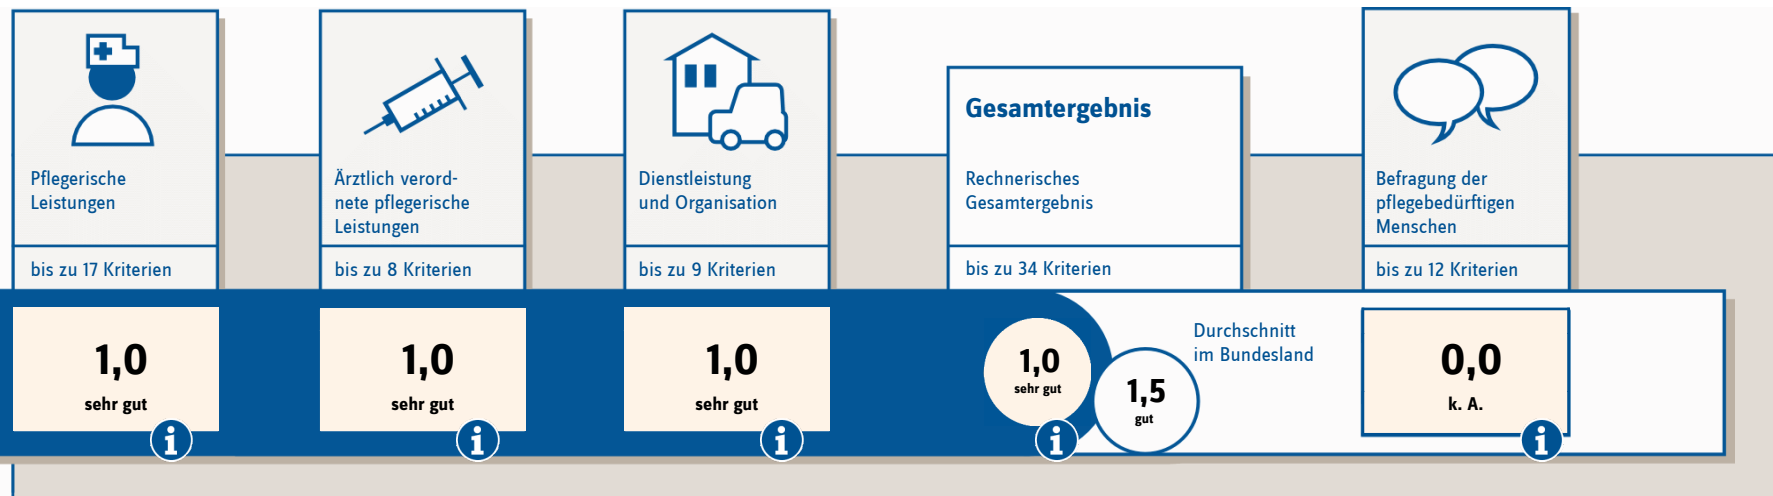 Pflegerische
Leistungen
bis zu 17 Kriterien
1,0
sehr gut
Ärztlich verord-
nete pflegerische
Leistungen
bis zu 8 Kriterien
1,0
sehr gut
Dienstleistung
und Organisation
bis zu 9 Kriterien
1,0
sehr gut
Gesamtergebnis
Rechnerisches
Gesamtergebnis
bis zu 34 Kriterien
1,0
sehr gut
1,5
gut
Durchschnitt
im Bundesland
Befragung der
pflegebedürftigen
Menschen
bis zu 12 Kriterien
0,0
k. A.